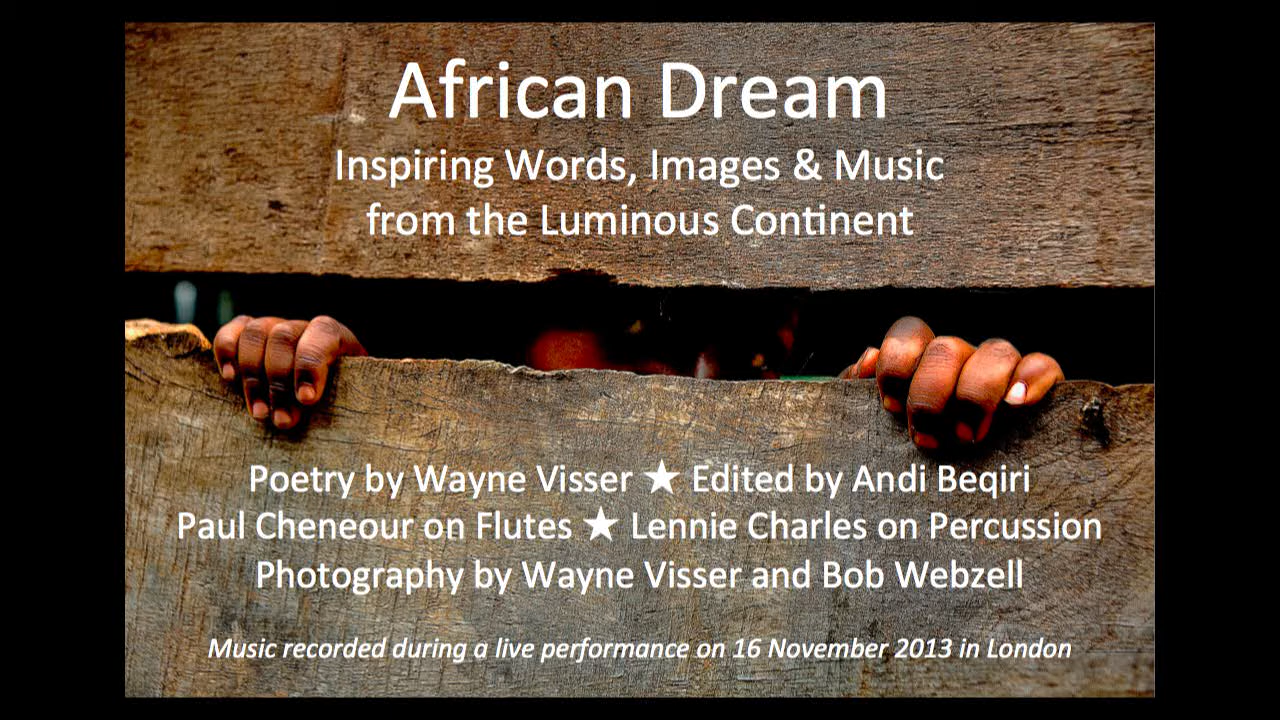 African Dream
Inspiring Words, Images & Music
from the Luminous Continent
Poetry by Wayne Visser ★ Edited by Andi Beqiri
Paul Cheneour on Flutes ★ Lennie Charles on Percussion
Photography by Wayne Visser and Bob Webzell
Music recorded during a live performance on 16 November 2013 in London